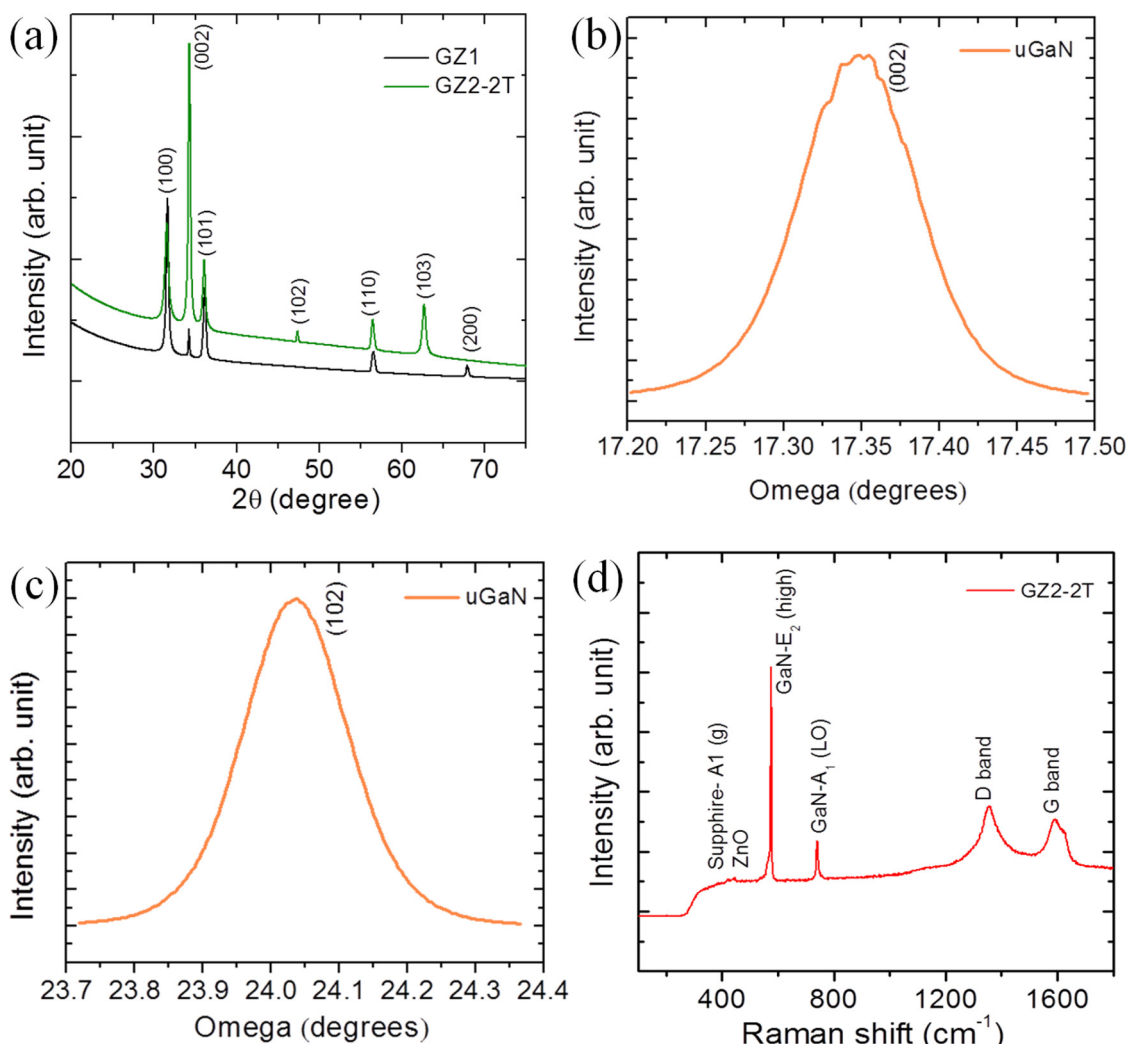 (a)
(002)
GZ1
GZ2-2T
(100)
(101)
(102)
(110)
(103)
(200)
Intensity (arb. unit)
20 30 40 50 60 70
2θ (degree)
(b)
uGaN
(002)
Intensity (arb. unit)
17.20 17.25 17.30 17.35 17.40 17.45 17.50
Omega (degrees)
(c)
uGaN
(102)
Intensity (arb. unit)
23.7 23.8 23.9 24.0 24.1 24.2 24.3 24.4
Omega (degrees)
(d)
GZ2-2T
Supphire- A1 (g)
ZnO
GaN-E2 (high)
GaN-A1 (LO)
D band
G band
Intensity (arb. unit)
400 800 1200 1600
Raman shift (cm-1)